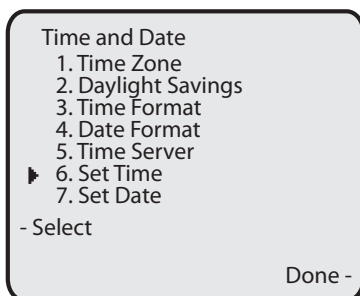 Time and Date
1. Time Zone
2. Daylight Savings
3. Time Format
4. Date Format
5. Time Server
6. Set Time
7. Set Date
- Select
Done -